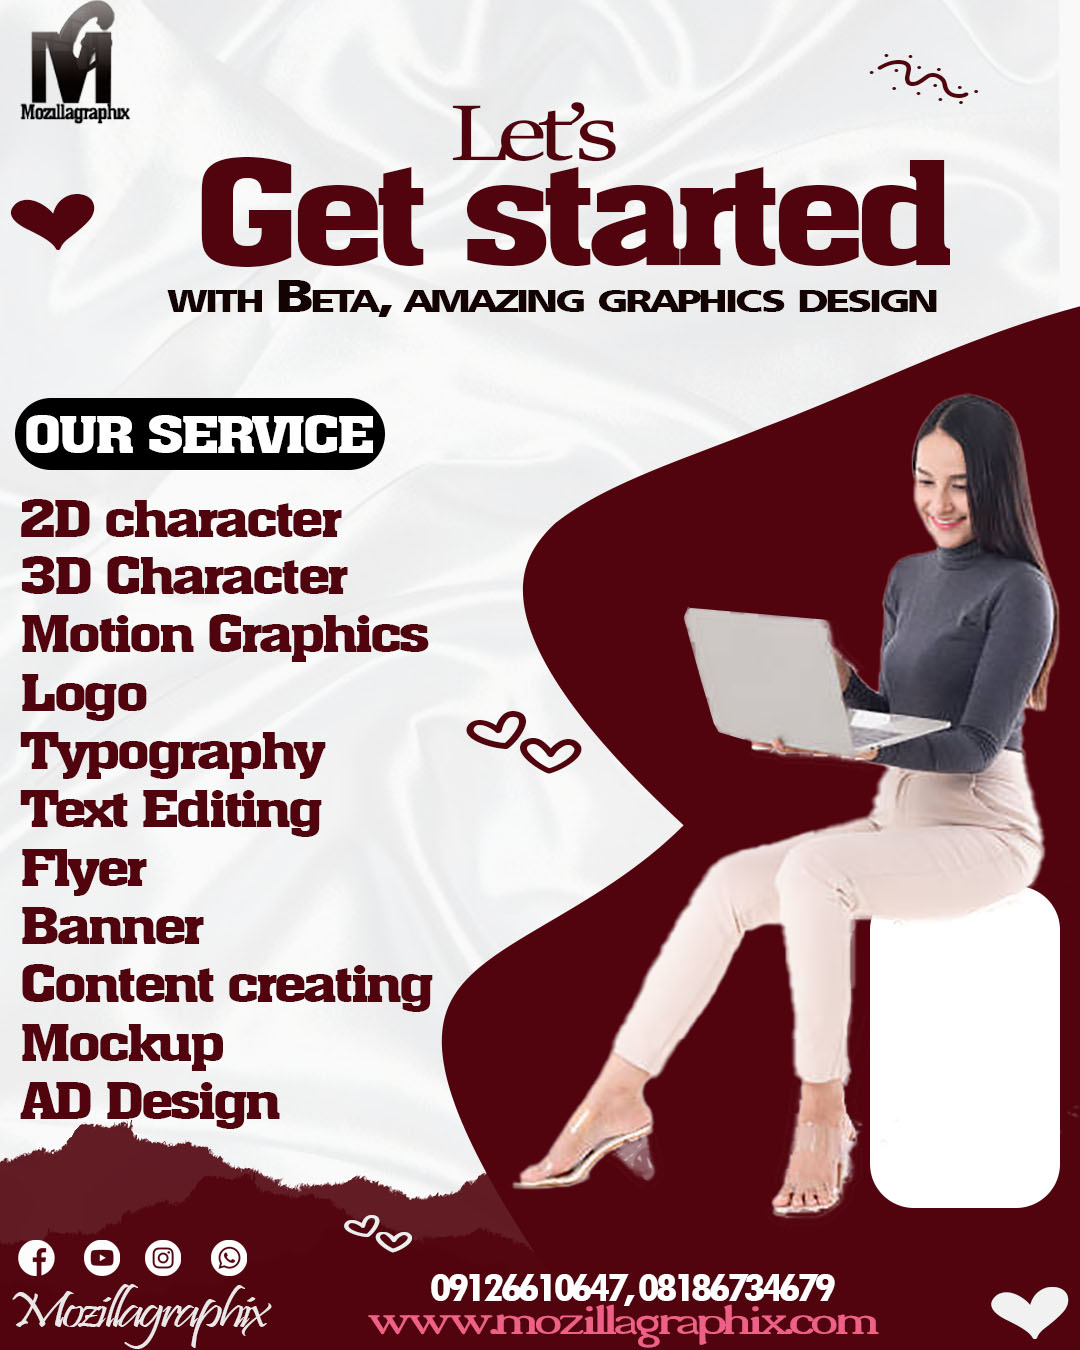 Mozillagraphix
Let's
Get started
WITH BETA, AMAZING GRAPHICS DESIGN
OUR SERVICE
2D character
3D Character
Motion Graphics
Logo
Typography
Text Editing
Flyer
Banner
Content creating
Mockup
AD Design
Mozillagraphix
09126610647, 08186734679
www.mozillagraphix.com